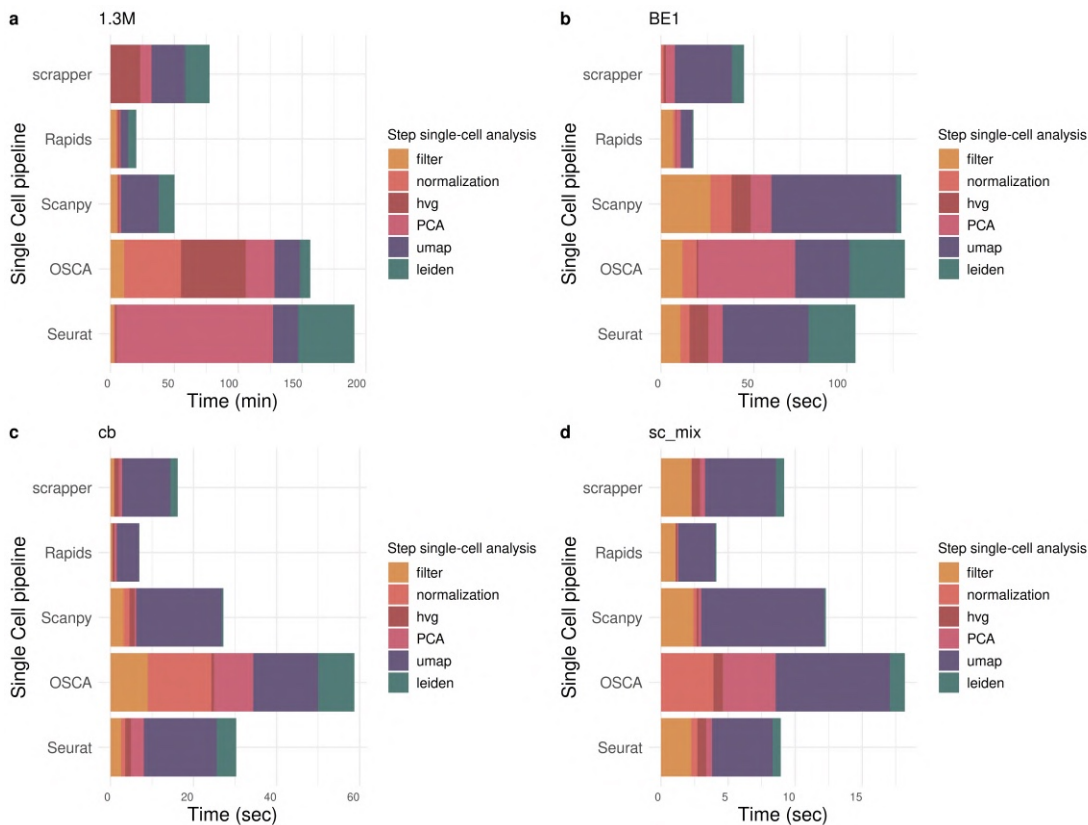 a 1.3M
Single Cell pipeline
scrapper
Rapids
Scanpy
OSCA
Seurat
0 50 100 150 200
Time (min)
Step single-cell analysis
filter
normalization
hvg
PCA
umap
leiden
b BE1
Single Cell pipeline
scrapper
Rapids
Scanpy
OSCA
Seurat
0 50 100
Time (sec)
Step single-cell analysis
filter
normalization
hvg
PCA
umap
leiden
c cb
Single Cell pipeline
scrapper
Rapids
Scanpy
OSCA
Seurat
0 20 40 60
Time (sec)
Step single-cell analysis
filter
normalization
hvg
PCA
umap
leiden
d sc_mix
Single Cell pipeline
scrapper
Rapids
Scanpy
OSCA
Seurat
0 5 10 15
Time (sec)
Step single-cell analysis
filter
normalization
hvg
PCA
umap
leiden